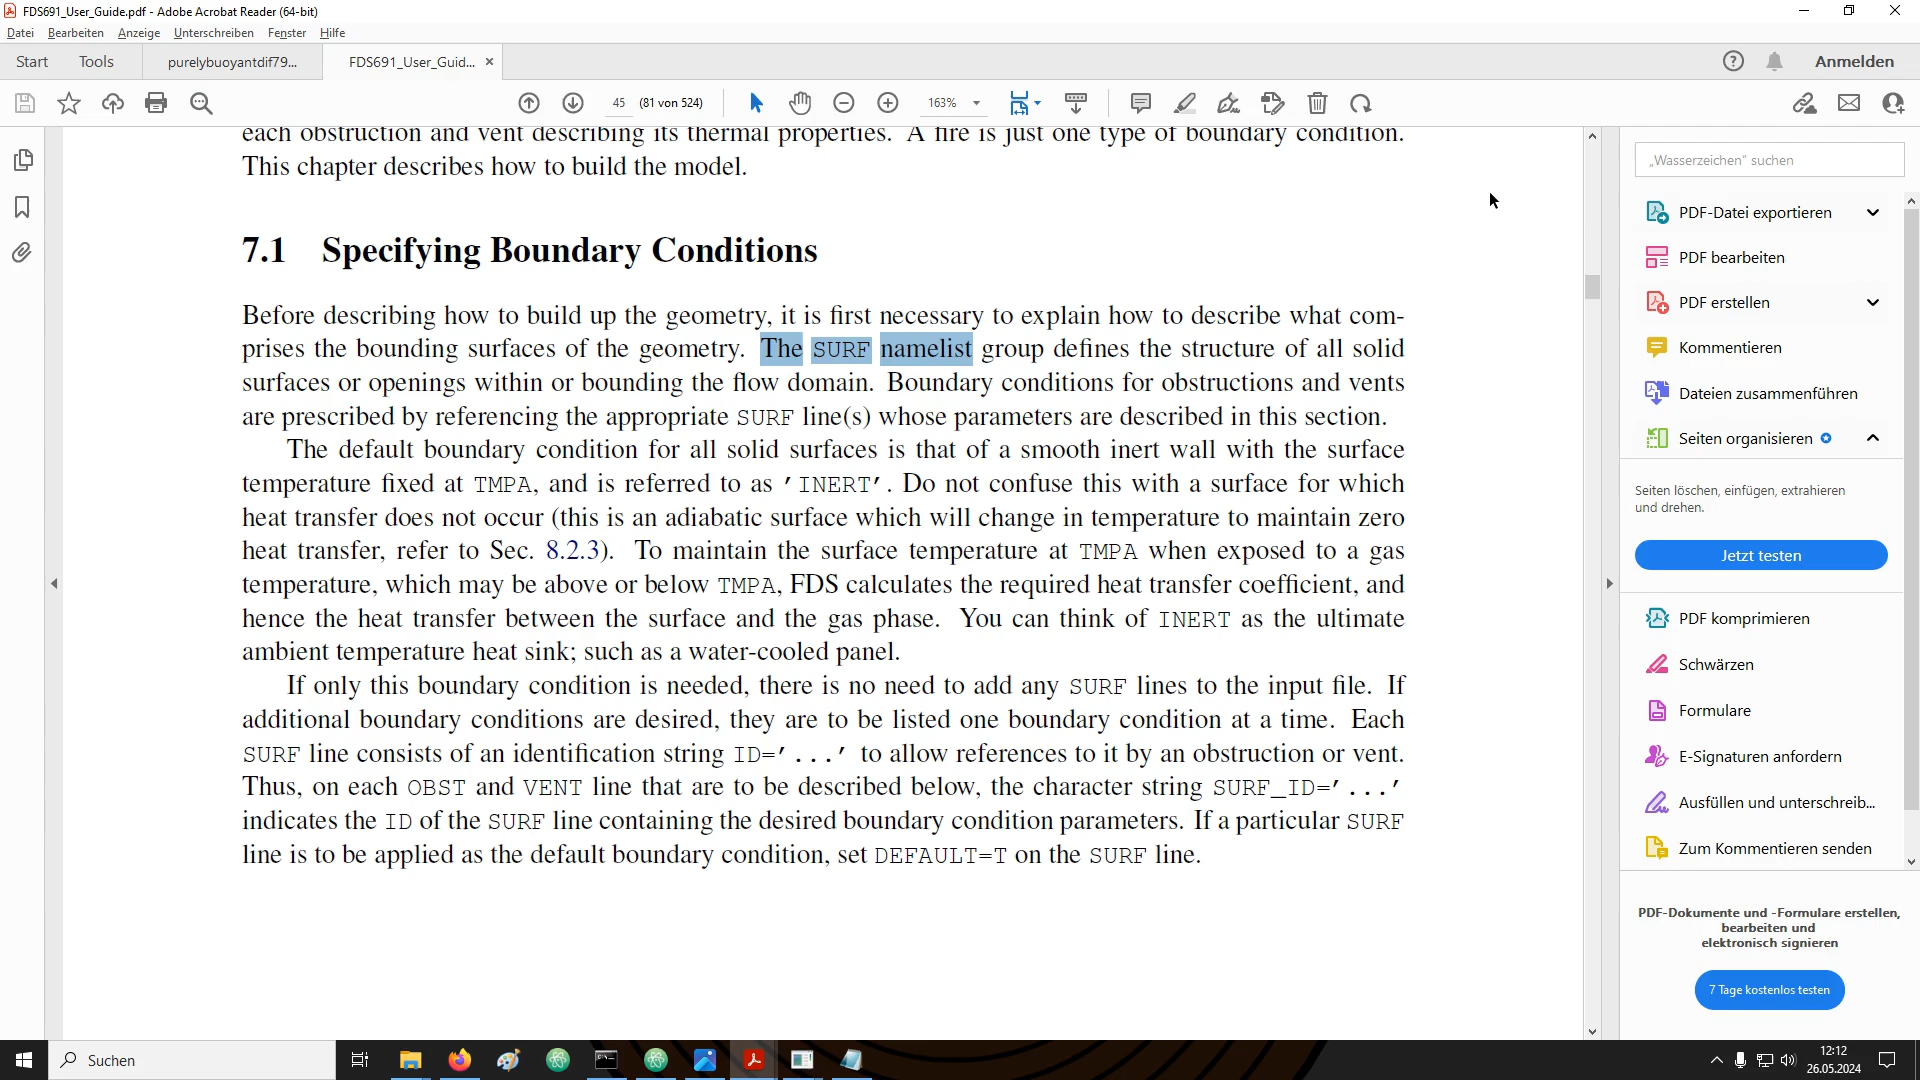 FDS691_User_Guide.pdf - Adobe Acrobat Reader (64-bit)
Datei Bearbeiten Anzeige Unterschreiben Fenster Hilfe
Start Tools purelybuoyantdif79... FDS691_User_Guid... × Anmelden
45 (81 von 524) 163%
each obstruction and vent describing its thermal properties. A fire is just one type of boundary condition.
This chapter describes how to build the model.
7.1 Specifying Boundary Conditions
Before describing how to build up the geometry, it is first necessary to explain how to describe what com-
prises the bounding surfaces of the geometry. The SURF namelist group defines the structure of all solid
surfaces or openings within or bounding the flow domain. Boundary conditions for obstructions and vents
are prescribed by referencing the appropriate SURF line(s) whose parameters are described in this section.
The default boundary condition for all solid surfaces is that of a smooth inert wall with the surface
temperature fixed at TMPA, and is referred to as 'INERT'. Do not confuse this with a surface for which
heat transfer does not occur (this is an adiabatic surface which will change in temperature to maintain zero
heat transfer, refer to Sec. 8.2.3). To maintain the surface temperature at TMPA when exposed to a gas
temperature, which may be above or below TMPA, FDS calculates the required heat transfer coefficient, and
hence the heat transfer between the surface and the gas phase. You can think of INERT as the ultimate
ambient temperature heat sink; such as a water-cooled panel.
If only this boundary condition is needed, there is no need to add any SURF lines to the input file. If
additional boundary conditions are desired, they are to be listed one boundary condition at a time. Each
SURF line consists of an identification string ID='...' to allow references to it by an obstruction or vent.
Thus, on each OBST and VENT line that are to be described below, the character string SURF_ID='...'
indicates the ID of the SURF line containing the desired boundary condition parameters. If a particular SURF
line is to be applied as the default boundary condition, set DEFAULT=T on the SURF line.
„Wasserzeichen" suchen
PDF-Datei exportieren
PDF bearbeiten
PDF erstellen
Kommentieren
Dateien zusammenführen
Seiten organisieren
Seiten löschen, einfügen, extrahieren
und drehen.
Jetzt testen
PDF komprimieren
Schwärzen
Formulare
E-Signaturen anfordern
Ausfüllen und unterschreib...
Zum Kommentieren senden
PDF-Dokumente und -Formulare erstellen,
bearbeiten und
elektronisch signieren
7 Tage kostenlos testen
Suchen
12:12
26.05.2024